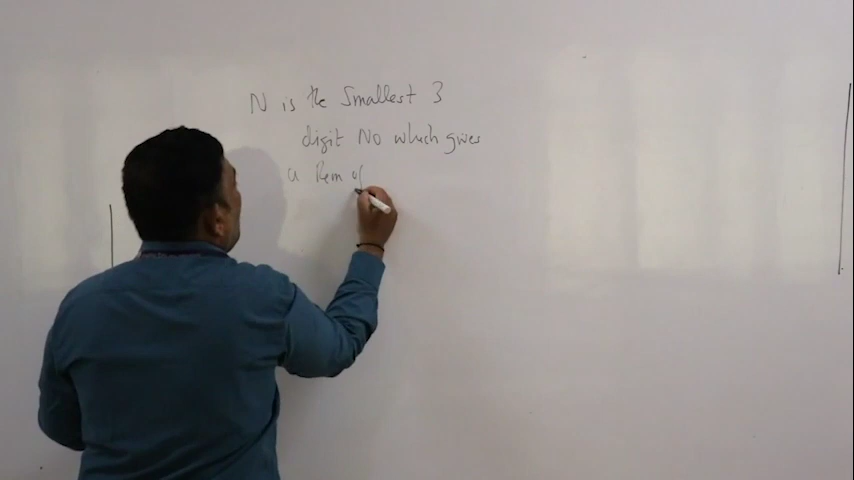 N is the Smallest 3
digit No which gives
a Rem of